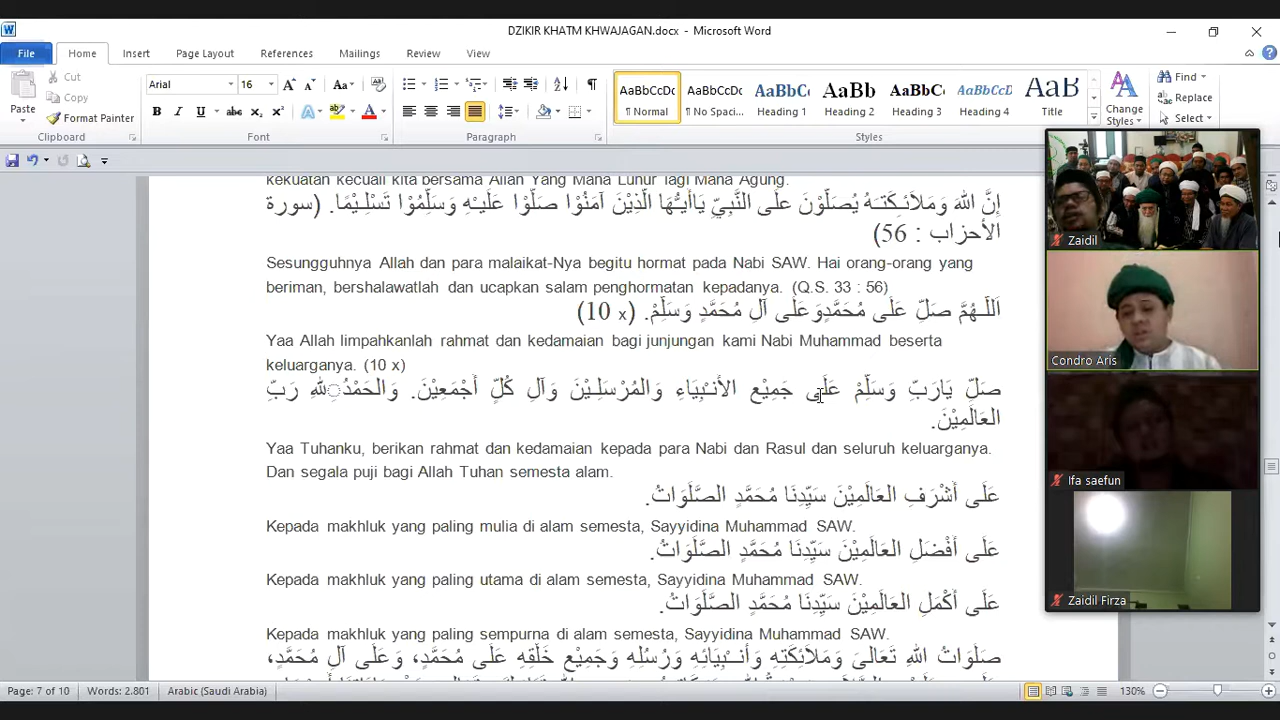 DZIKIR KHATM KHWAJAGAN.docx - Microsoft Word
File Home Insert Page Layout References Mailings Review View
Paste
Cut
Copy
Format Painter
Clipboard
Arial 16
Font
Paragraph
AaBbCcDc AaBbCcDc AaBbCc AaBb AaBbCc AaBbCcD AaB
¶ Normal ¶ No Spaci... Heading 1 Heading 2 Heading 3 Heading 4 Title
Styles
Change Styles
Find
Replace
Select
kekuatan kecuali kita bersama Allah Yang Maha Luhur lagi Maha Agung.
إِنَّ اللهَ وَمَلَائِكَتَهُ يُصَلُّوْنَ عَلَى النَّبِيِّ يَاأَيُّهَا الَّذِيْنَ آمَنُوْا صَلُّوْا عَلَيْهِ وَسَلِّمُوْا تَسْلِيْمًا. (سورة
الأحزاب : 56)
Sesungguhnya Allah dan para malaikat-Nya begitu hormat pada Nabi SAW. Hai orang-orang yang
beriman, bershalawatlah dan ucapkan salam penghormatan kepadanya. (Q.S. 33 : 56)
اَللّٰهُمَّ صَلِّ عَلَى مُحَمَّدٍوَعَلَى آلِ مُحَمَّدٍ وَسَلِّمْ. (10 x)
Yaa Allah limpahkanlah rahmat dan kedamaian bagi junjungan kami Nabi Muhammad beserta
keluarganya. (10 x)
صَلِّ يَارَبِّ وَسَلِّمْ عَلَى جَمِيْعِ الأَنْبِيَاءِ وَالمُرْسَلِيْنَ وَآلِ كُلٍّ أَجْمَعِيْنَ. وَالْحَمْدُ لِلّهِ رَبِّ
العَالَمِيْنَ.
Yaa Tuhanku, berikan rahmat dan kedamaian kepada para Nabi dan Rasul dan seluruh keluarganya.
Dan segala puji bagi Allah Tuhan semesta alam.
عَلَى أَشْرَفِ العَالَمِيْنَ سَيِّدِنَا مُحَمَّدٍ الصَّلَوَاتُ.
Kepada makhluk yang paling mulia di alam semesta, Sayyidina Muhammad SAW.
عَلَى أَفْضَلِ العَالَمِيْنَ سَيِّدِنَا مُحَمَّدٍ الصَّلَوَاتُ.
Kepada makhluk yang paling utama di alam semesta, Sayyidina Muhammad SAW.
عَلَى أَكْمَلِ العَالَمِيْنَ سَيِّدِنَا مُحَمَّدٍ الصَّلَوَاتُ.
Kepada makhluk yang paling sempurna di alam semesta, Sayyidina Muhammad SAW.
صَلَوَاتُ اللهِ تَعَالَى وَمَلَائِكَتِهِ وَأَنْبِيَائِهِ وَرُسُلِهِ وَجَمِيْعِ خَلْقِهِ عَلَى مُحَمَّدٍ، وَعَلَى آلِ مُحَمَّدٍ،
Zaidil
Condro Aris
Ifa saefun
Zaidil Firza
Page: 7 of 10 Words: 2.801 Arabic (Saudi Arabia) 130%